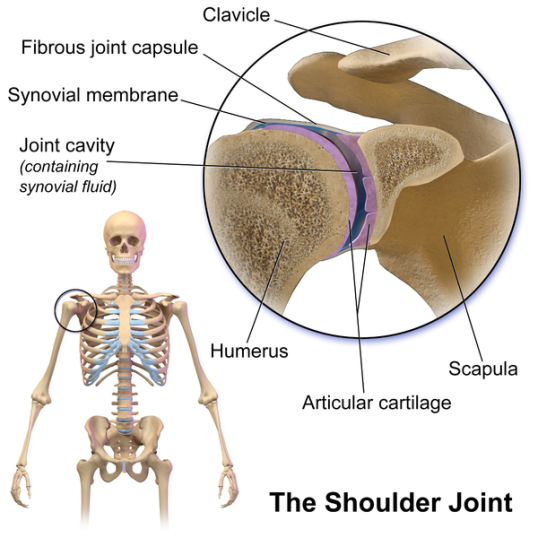 Clavicle
Fibrous joint capsule
Synovial membrane
Joint cavity
(containing
synovial fluid)
Humerus
Scapula
Articular cartilage
The Shoulder Joint